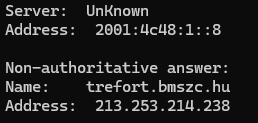 Server:  UnKnown
Address:  2001:4c48:1::8

Non-authoritative answer:
Name:    trefort.bmszc.hu
Address:  213.253.214.238